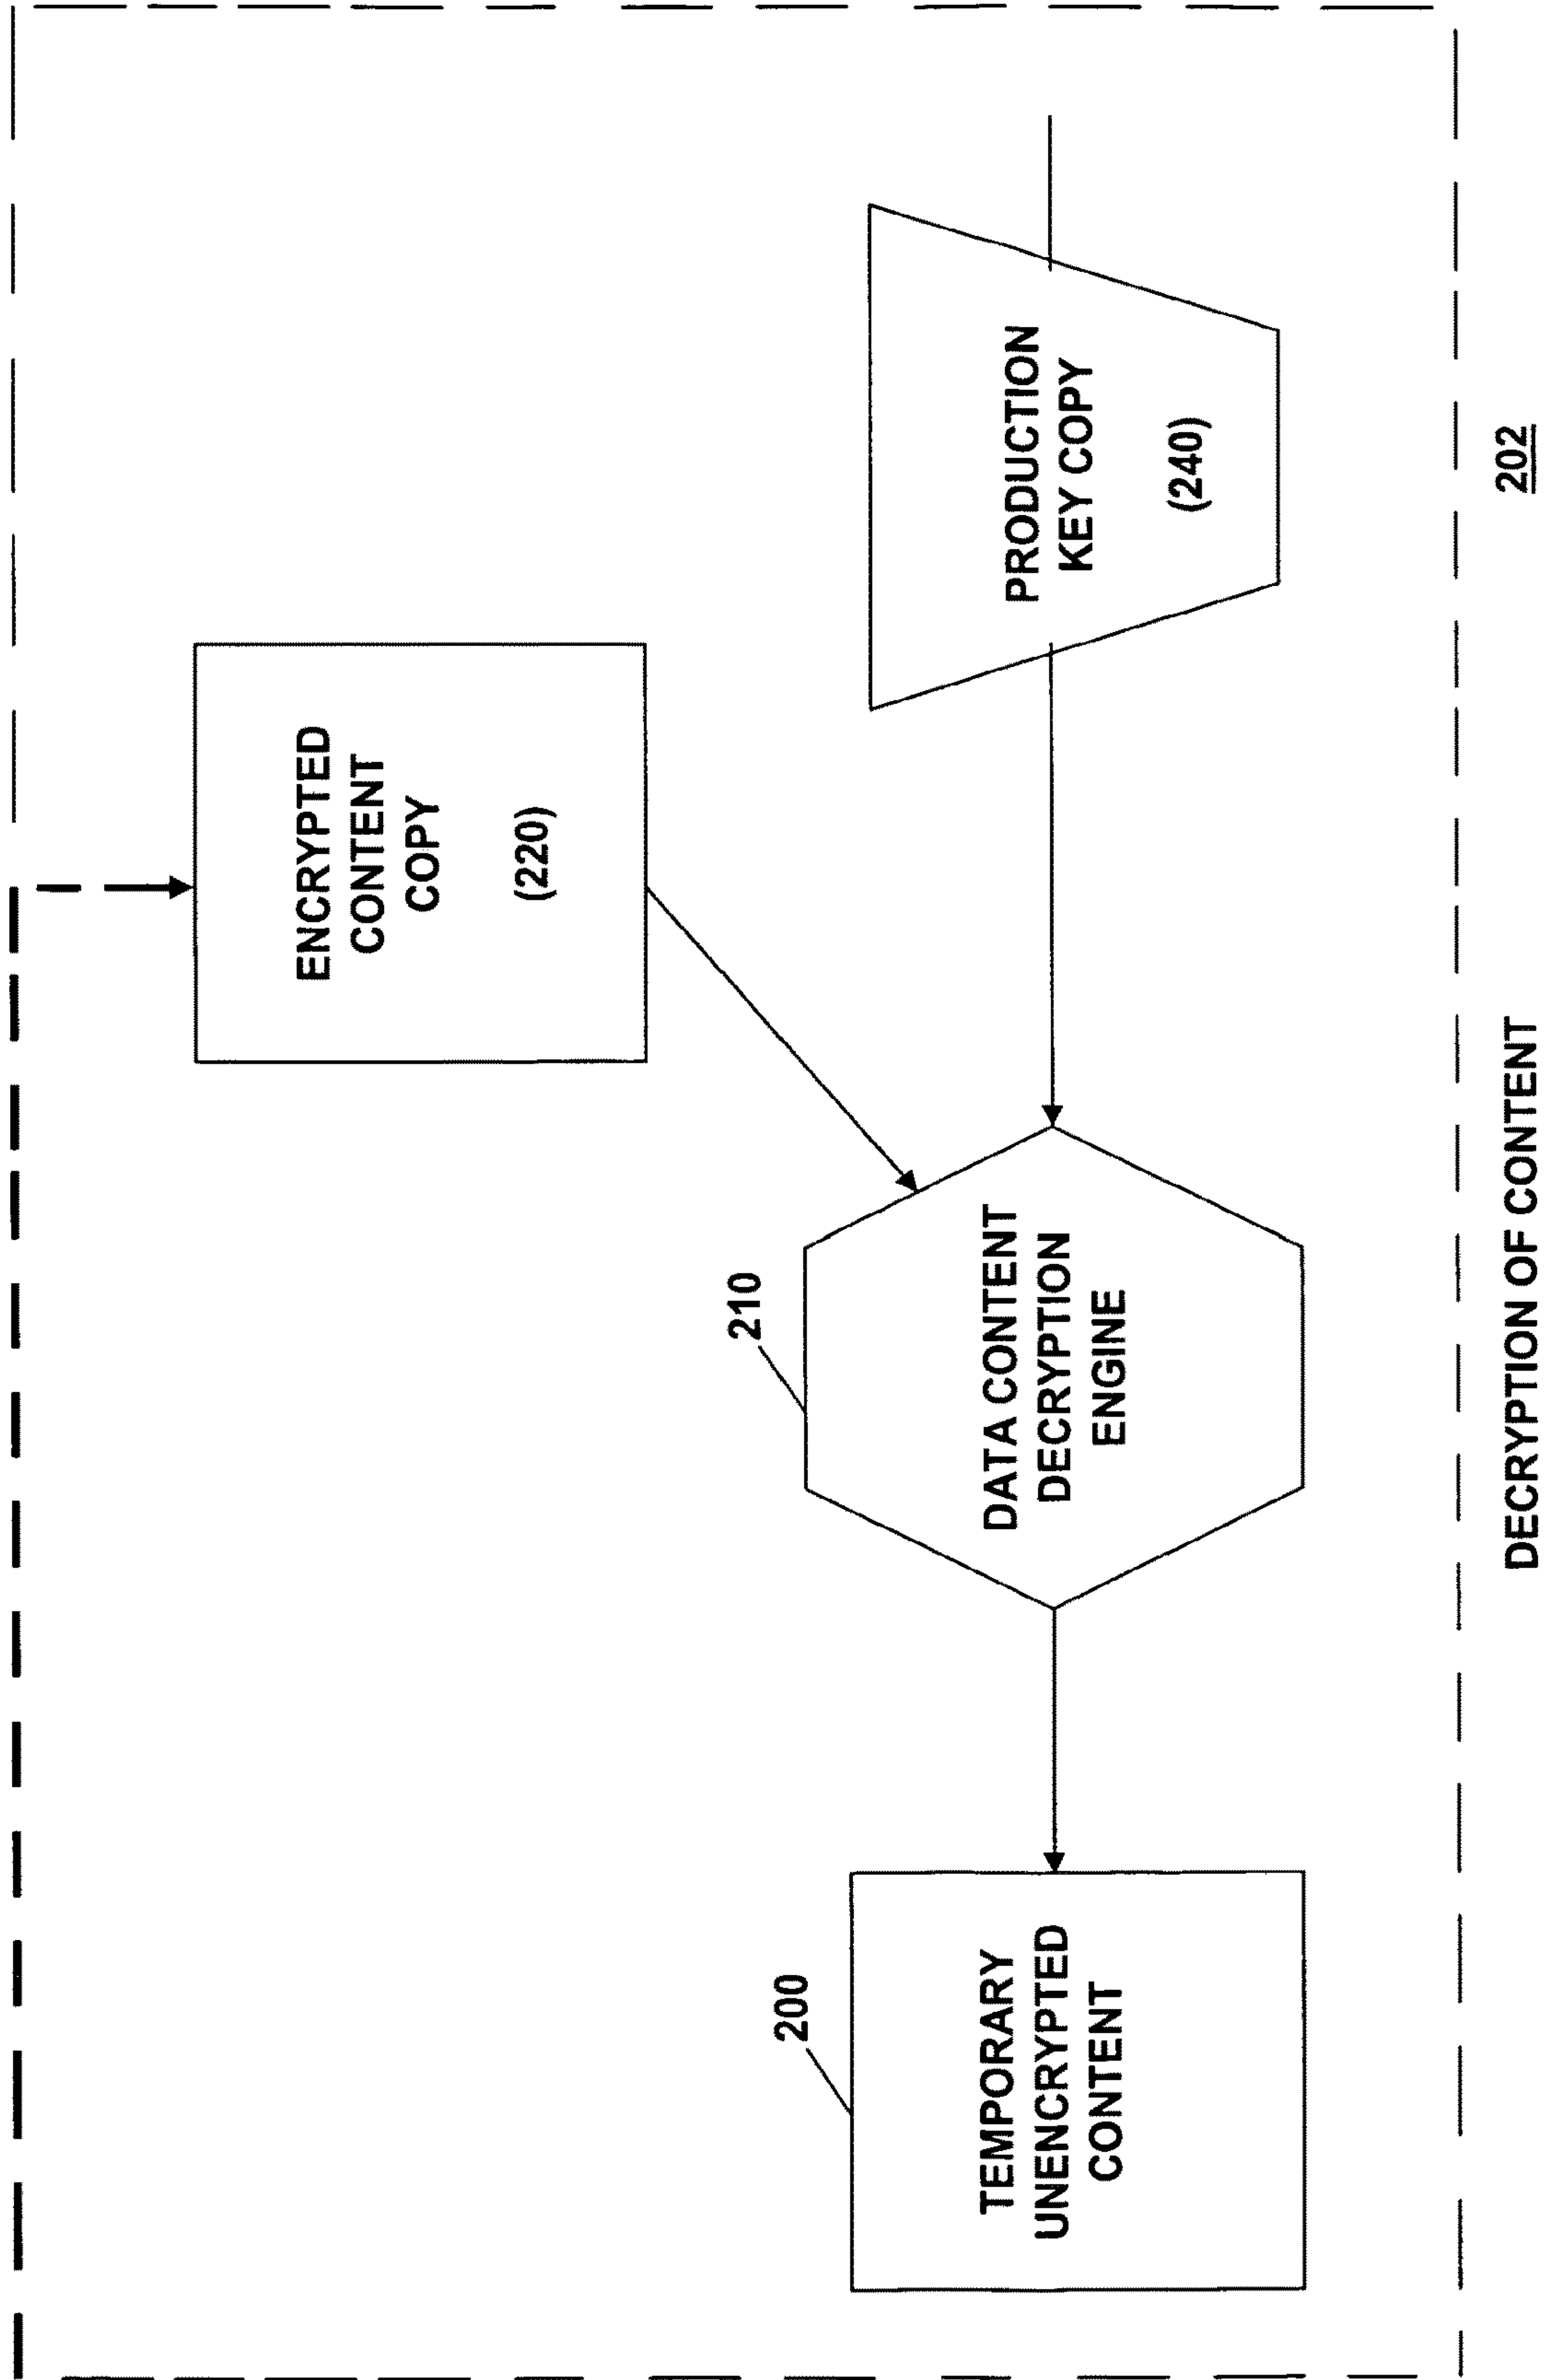 ENCRYPTED
CONTENT
COPY
(220)
210
200
TEMPORARY
UNENCRYPTED
CONTENT
DATA CONTENT
DECRYPTION
ENGINE
PRODUCTION
KEY COPY
(240)
DECRYPTION OF CONTENT
202